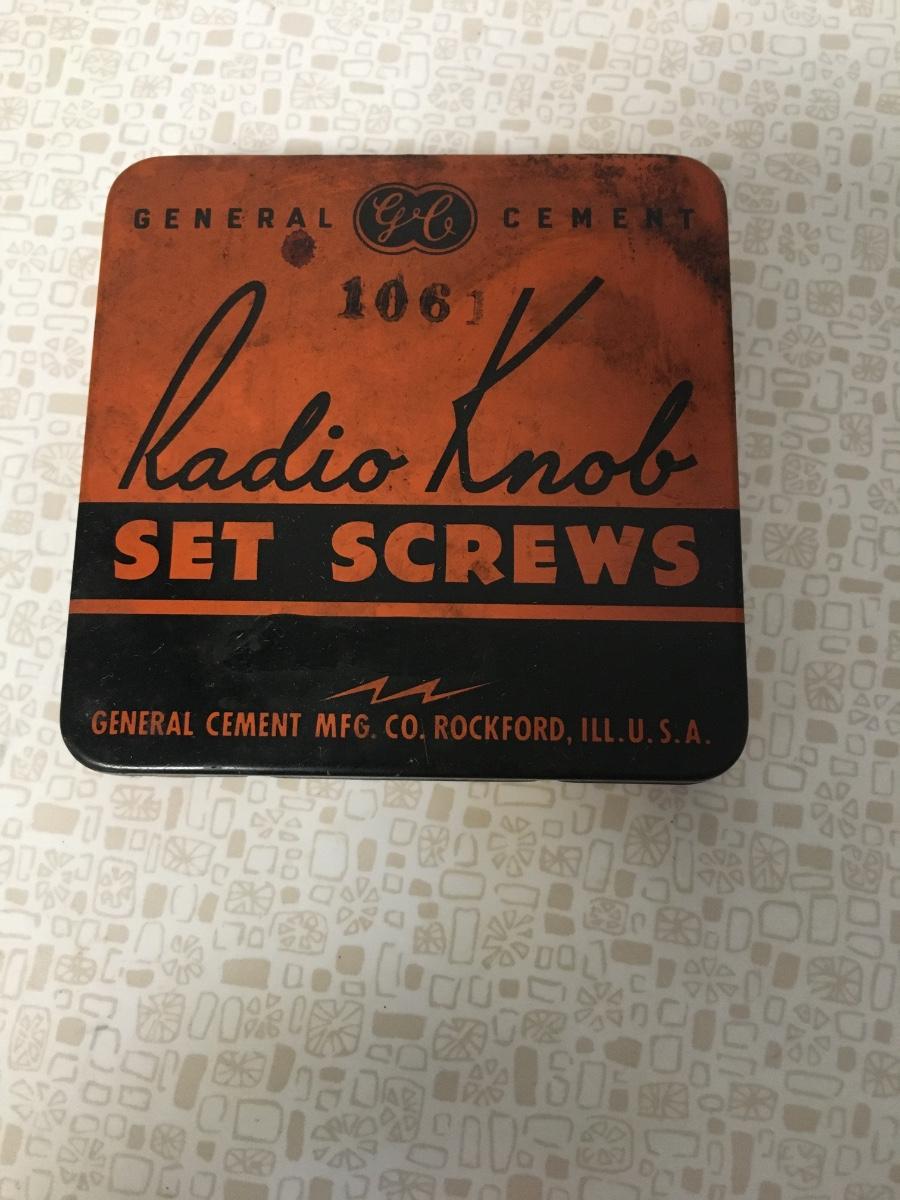 GENERAL GC CEMENT
1061
Radio Knob
SET SCREWS
GENERAL CEMENT MFG. CO. ROCKFORD, ILL. U.S.A.